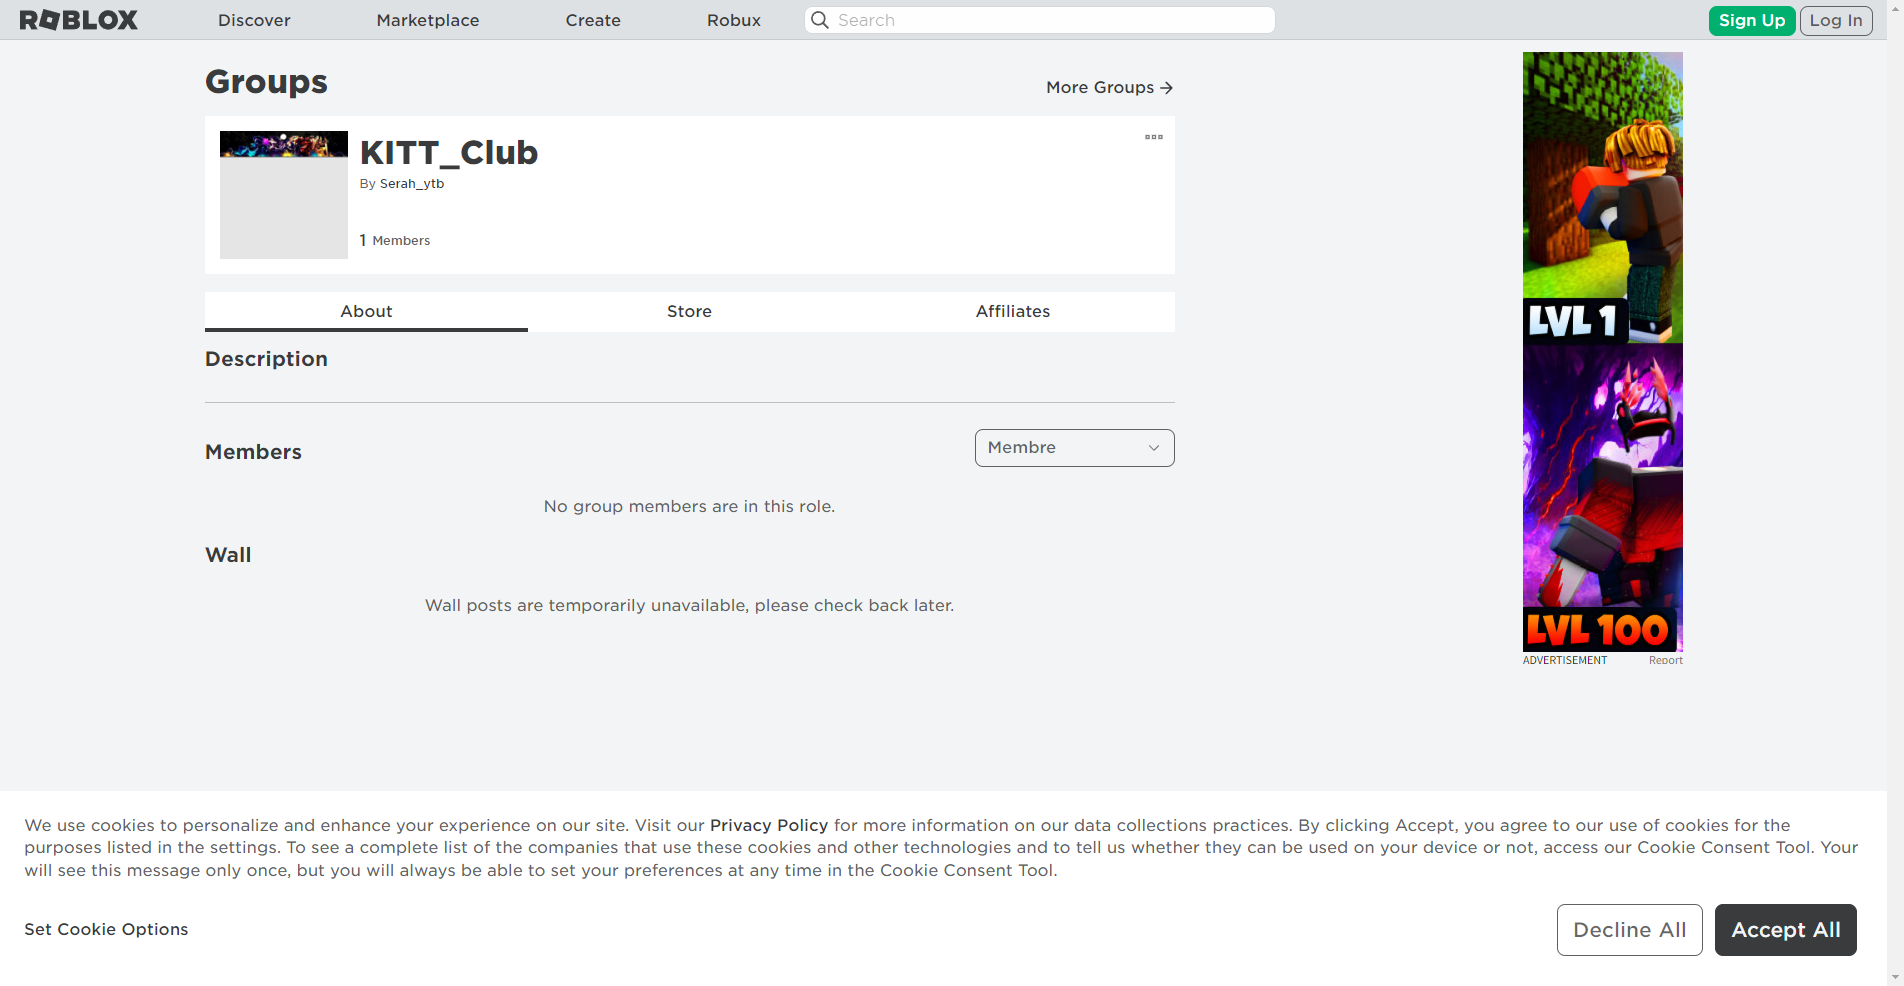 ROBLOX
Discover
Marketplace
Create
Robux
Search
Sign Up
Log In
Groups
More Groups
KITT_Club
By Serah_ytb
1 Members
About
Store
Affiliates
Description
Members
Membre
No group members are in this role.
Wall
Wall posts are temporarily unavailable, please check back later.
LVL 1
LVL 100
ADVERTISEMENT
Report
We use cookies to personalize and enhance your experience on our site. Visit our Privacy Policy for more information on our data collections practices. By clicking Accept, you agree to our use of cookies for the
purposes listed in the settings. To see a complete list of the companies that use these cookies and other technologies and to tell us whether they can be used on your device or not, access our Cookie Consent Tool. Your
will see this message only once, but you will always be able to set your preferences at any time in the Cookie Consent Tool.
Set Cookie Options
Decline All
Accept All